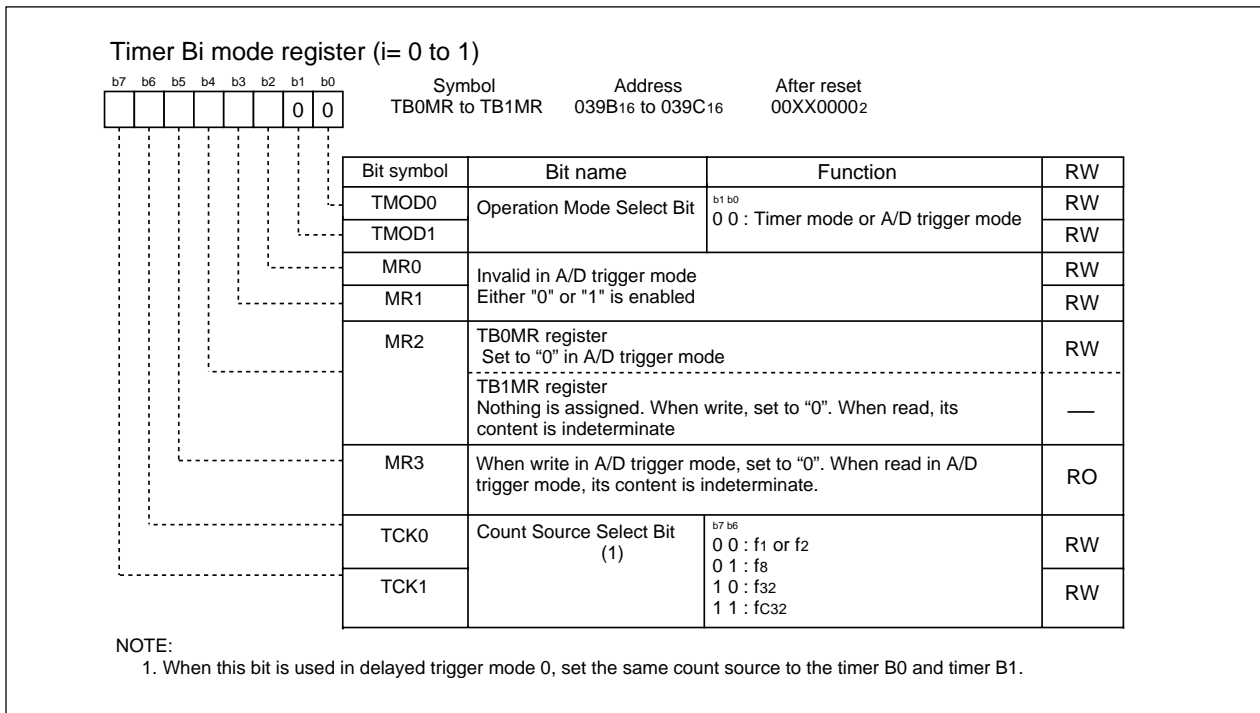 Timer Bi mode register (i= 0 to 1)
b7 b6 b5 b4 b3 b2 b1 b0
0 0
Symbol Address After reset
TB0MR to TB1MR 039B16 to 039C16 00XX00002
Bit symbol Bit name Function RW
TMOD0 Operation Mode Select Bit b1 b0 RW
0 0 : Timer mode or A/D trigger mode
TMOD1 RW
MR0 Invalid in A/D trigger mode RW
MR1 Either "0" or "1" is enabled RW
MR2 TB0MR register RW
Set to “0” in A/D trigger mode
TB1MR register
Nothing is assigned. When write, set to “0”. When read, its —
content is indeterminate
MR3 When write in A/D trigger mode, set to “0”. When read in A/D RO
trigger mode, its content is indeterminate.
TCK0 Count Source Select Bit b7 b6 RW
(1) 0 0 : f1 or f2
0 1 : f8
TCK1 1 0 : f32 RW
1 1 : fC32
NOTE:
1. When this bit is used in delayed trigger mode 0, set the same count source to the timer B0 and timer B1.